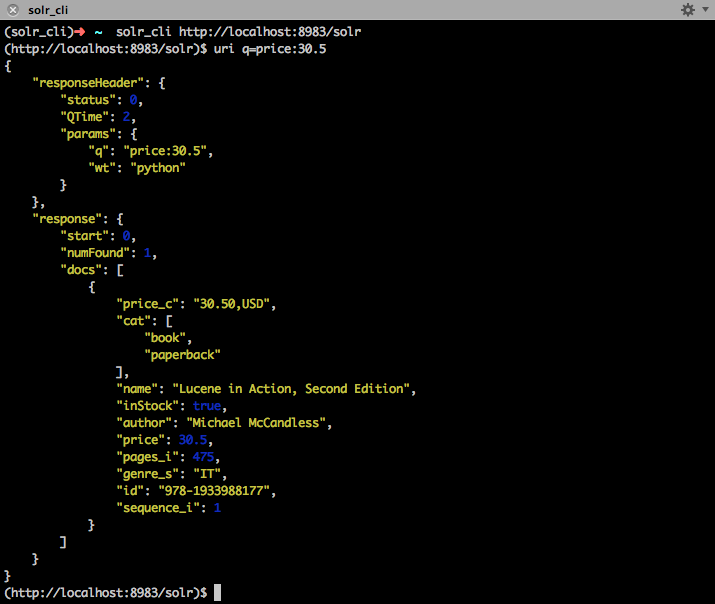 solr_cli
(solr_cli)➜ ~ solr_cli http://localhost:8983/solr
(http://localhost:8983/solr)$ uri q=price:30.5
{
    "responseHeader": {
        "status": 0,
        "QTime": 2,
        "params": {
            "q": "price:30.5",
            "wt": "python"
        }
    },
    "response": {
        "start": 0,
        "numFound": 1,
        "docs": [
            {
                "price_c": "30.50,USD",
                "cat": [
                    "book",
                    "paperback"
                ],
                "name": "Lucene in Action, Second Edition",
                "inStock": true,
                "author": "Michael McCandless",
                "price": 30.5,
                "pages_i": 475,
                "genre_s": "IT",
                "id": "978-1933988177",
                "sequence_i": 1
            }
        ]
    }
}
(http://localhost:8983/solr)$